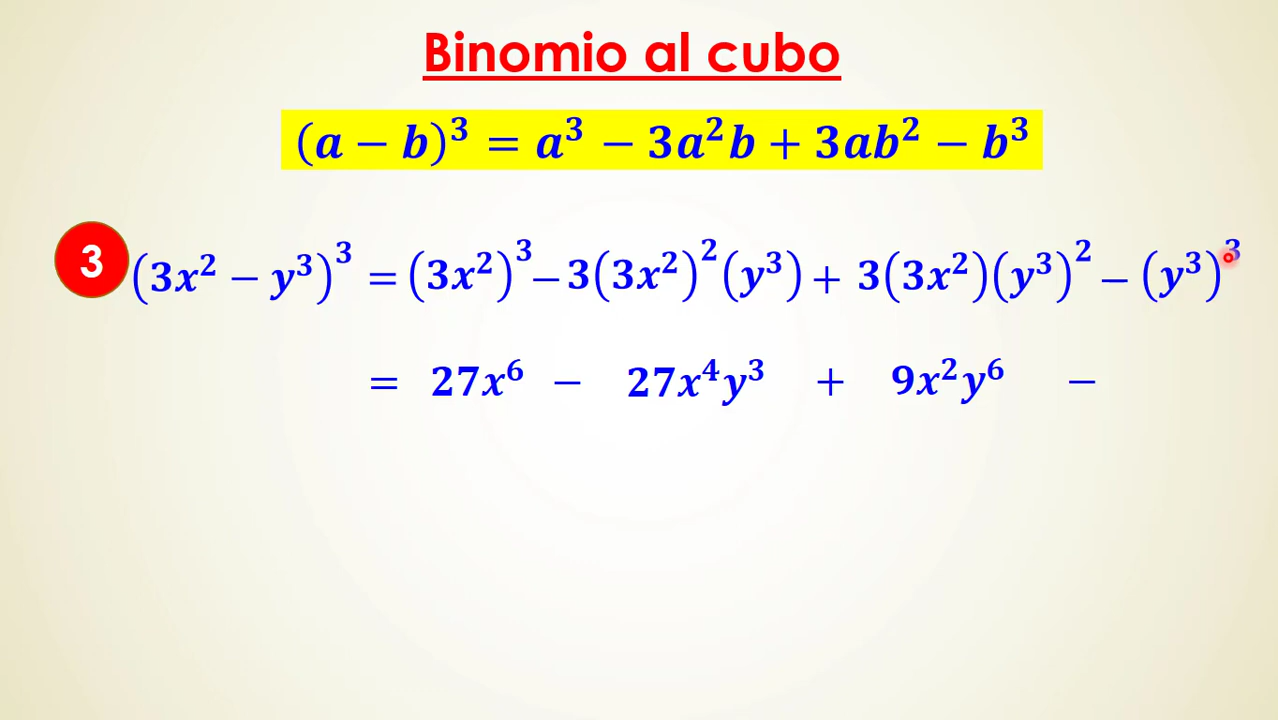 Binomio al cubo
(a − b)³ = a³ − 3a²b + 3ab² − b³
3 (3x² − y³)³ = (3x²)³ − 3(3x²)²(y³) + 3(3x²)(y³)² − (y³)³
= 27x⁶ − 27x⁴y³ + 9x²y⁶ −